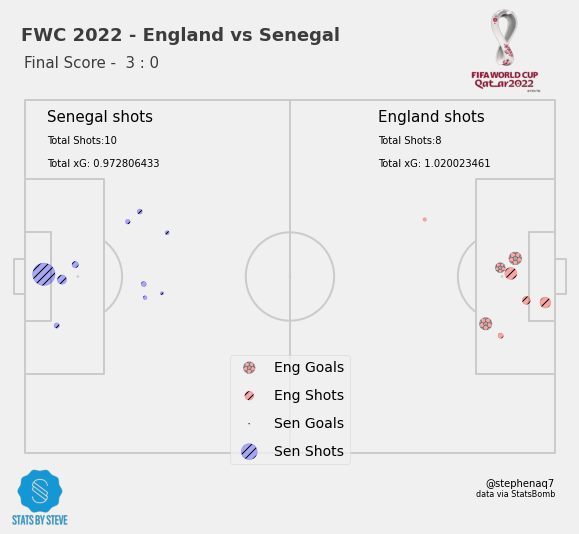 FWC 2022 - England vs Senegal
Final Score -  3 : 0
FIFA WORLD CUP
Qatar2022
Senegal shots
Total Shots:10
Total xG: 0.972806433
England shots
Total Shots:8
Total xG: 1.020023461
Eng Goals
Eng Shots
Sen Goals
Sen Shots
STATS BY STEVE
@stephenaq7
data via StatsBomb